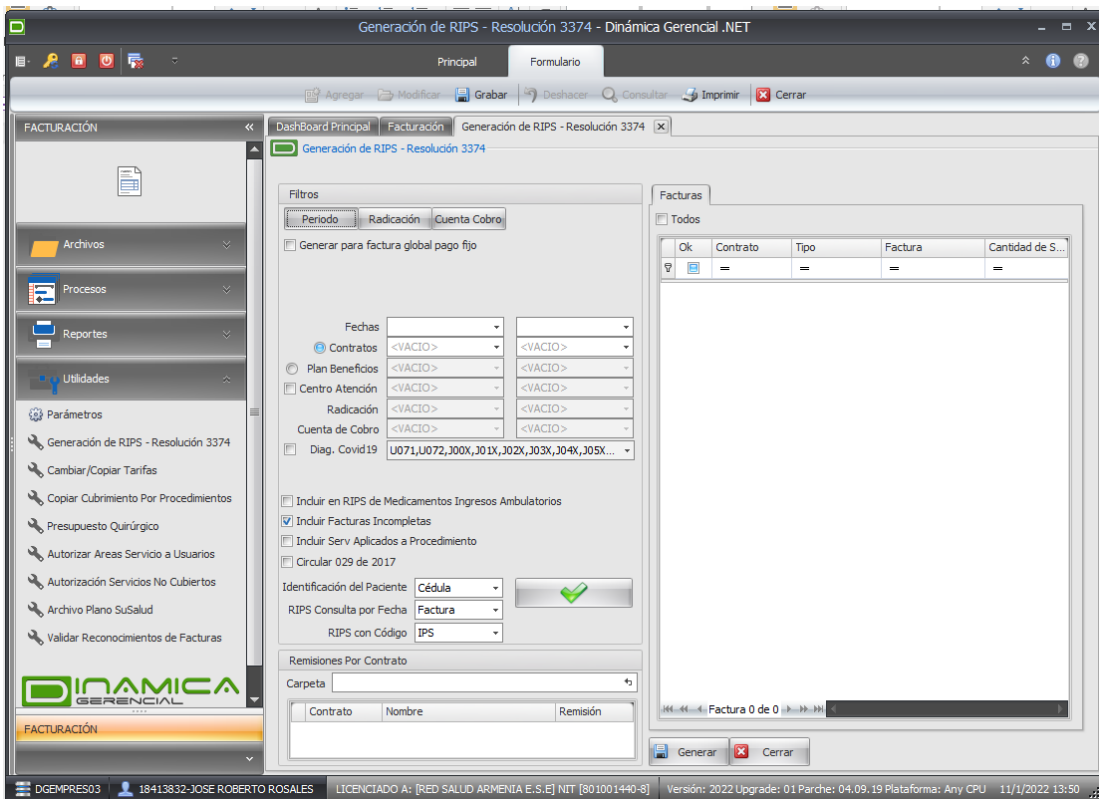 Generación de RIPS - Resolución 3374 - Dinámica Gerencial .NET
Principal Formulario
Agregar Modificar Grabar Deshacer Consultar Imprimir Cerrar
FACTURACIÓN
DashBoard Principal Facturación Generación de RIPS - Resolución 3374
Generación de RIPS - Resolución 3374
Archivos
Procesos
Reportes
Utilidades
Parámetros
Generación de RIPS - Resolución 3374
Cambiar/Copiar Tarifas
Copiar Cubrimiento Por Procedimientos
Presupuesto Quirúrgico
Autorizar Areas Servicio a Usuarios
Autorización Servicios No Cubiertos
Archivo Plano SuSalud
Validar Reconocimientos de Facturas
DINAMICA
GERENCIAL
FACTURACIÓN
Filtros
Periodo Radicación Cuenta Cobro
Generar para factura global pago fijo
Fechas
Contratos <VACIO> <VACIO>
Plan Beneficios <VACIO> <VACIO>
Centro Atención <VACIO> <VACIO>
Radicación <VACIO> <VACIO>
Cuenta de Cobro <VACIO> <VACIO>
Diag. Covid19 U071,U072,J00X,J01X,J02X,J03X,J04X,J05X...
Incluir en RIPS de Medicamentos Ingresos Ambulatorios
Incluir Facturas Incompletas
Incluir Serv Aplicados a Procedimiento
Circular 029 de 2017
Identificación del Paciente Cédula
RIPS Consulta por Fecha Factura
RIPS con Código IPS
Remisiones Por Contrato
Carpeta
Contrato Nombre Remisión
Facturas
Todos
Ok Contrato Tipo Factura Cantidad de S...
= = = =
Factura 0 de 0
Generar Cerrar
DGEMPRES03 18413832-JOSE ROBERTO ROSALES LICENCIADO A: [RED SALUD ARMENIA E.S.E] NIT [801001440-8] Versión: 2022 Upgrade: 01 Parche: 04.09.19 Plataforma: Any CPU 11/1/2022 13:50